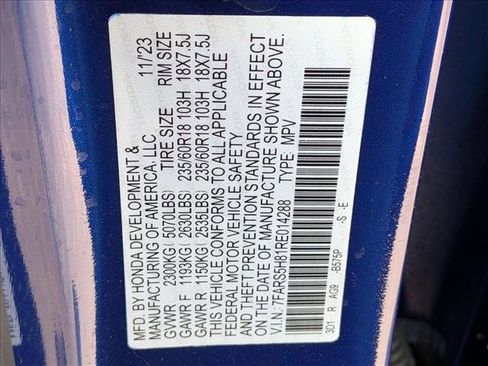 MFD. BY HONDA DEVELOPMENT &
MANUFACTURING OF AMERICA, LLC 11/'23
GVWR 2300KG ( 5070LBS) TIRE SIZE RIM SIZE
GAWR F 1193KG ( 2630LBS) 235/60R18 103H 18X7.5J
GAWR R 1150KG ( 2535LBS) 235/60R18 103H 18X7.5J
THIS VEHICLE CONFORMS TO ALL APPLICABLE
FEDERAL MOTOR VEHICLE SAFETY
AND THEFT PREVENTION STANDARDS IN EFFECT
ON THE DATE OF MANUFACTURE SHOWN ABOVE.
V.I.N: 7FARS5H81RE014288 TYPE: MPV
3D1 R AG9 -B575P -S -E